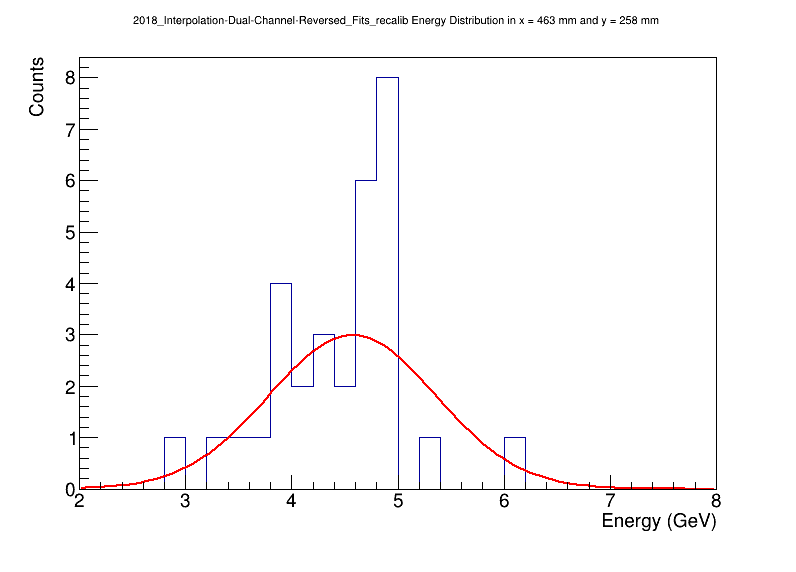 2018_Interpolation-Dual-Channel-Reversed_Fits_recalib Energy Distribution in x = 463 mm and y = 258 mm
Counts
8
7
6
5
4
3
2
1
0
2 3 4 5 6 7 8
Energy (GeV)